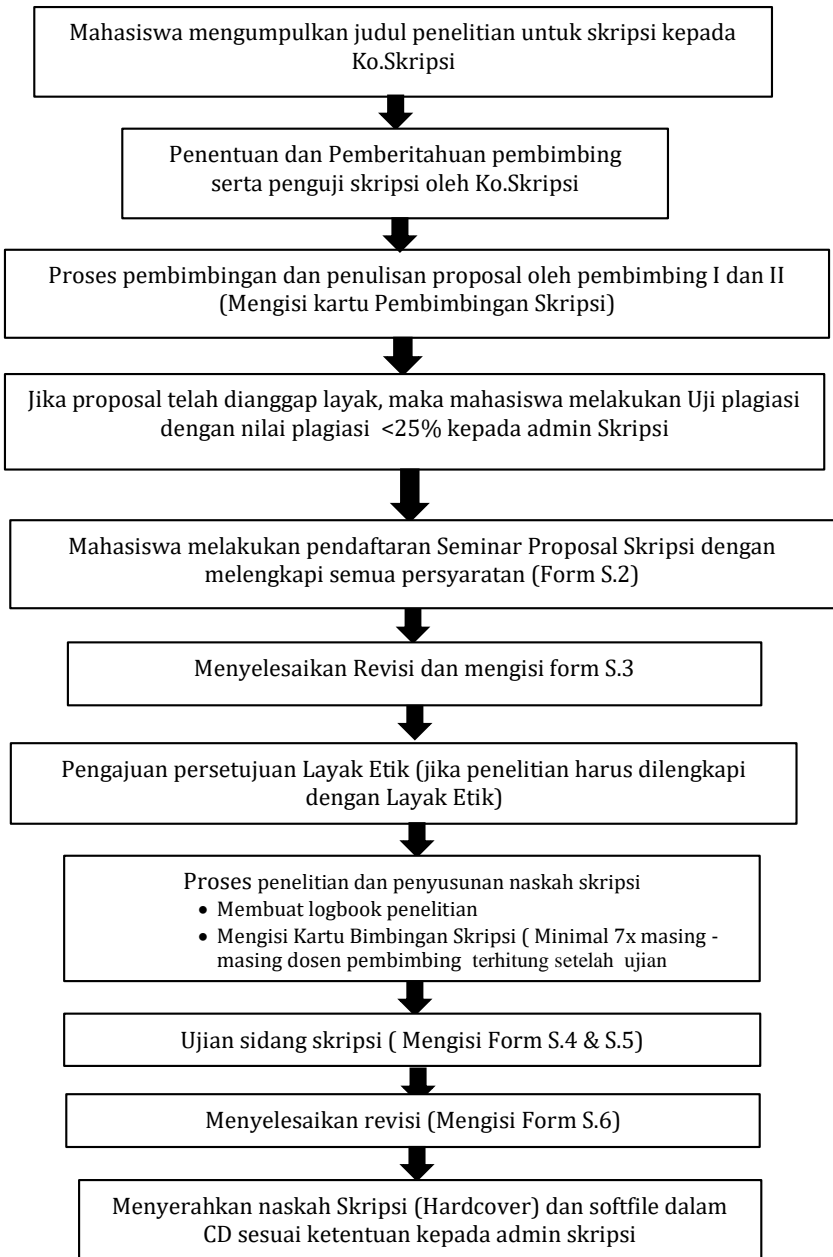 Mahasiswa mengumpulkan judul penelitian untuk skripsi kepada
Ko.Skripsi
Penentuan dan Pemberitahuan pembimbing
serta penguji skripsi oleh Ko.Skripsi
Proses pembimbingan dan penulisan proposal oleh pembimbing I dan II
(Mengisi kartu Pembimbingan Skripsi)
Jika proposal telah dianggap layak, maka mahasiswa melakukan Uji plagiasi
dengan nilai plagiasi <25% kepada admin Skripsi
Mahasiswa melakukan pendaftaran Seminar Proposal Skripsi dengan
melengkapi semua persyaratan (Form S.2)
Menyelesaikan Revisi dan mengisi form S.3
Pengajuan persetujuan Layak Etik (jika penelitian harus dilengkapi
dengan Layak Etik)
Proses penelitian dan penyusunan naskah skripsi
• Membuat logbook penelitian
• Mengisi Kartu Bimbingan Skripsi ( Minimal 7x masing -
masing dosen pembimbing terhitung setelah ujian
Ujian sidang skripsi ( Mengisi Form S.4 & S.5)
Menyelesaikan revisi (Mengisi Form S.6)
Menyerahkan naskah Skripsi (Hardcover) dan softfile dalam
CD sesuai ketentuan kepada admin skripsi